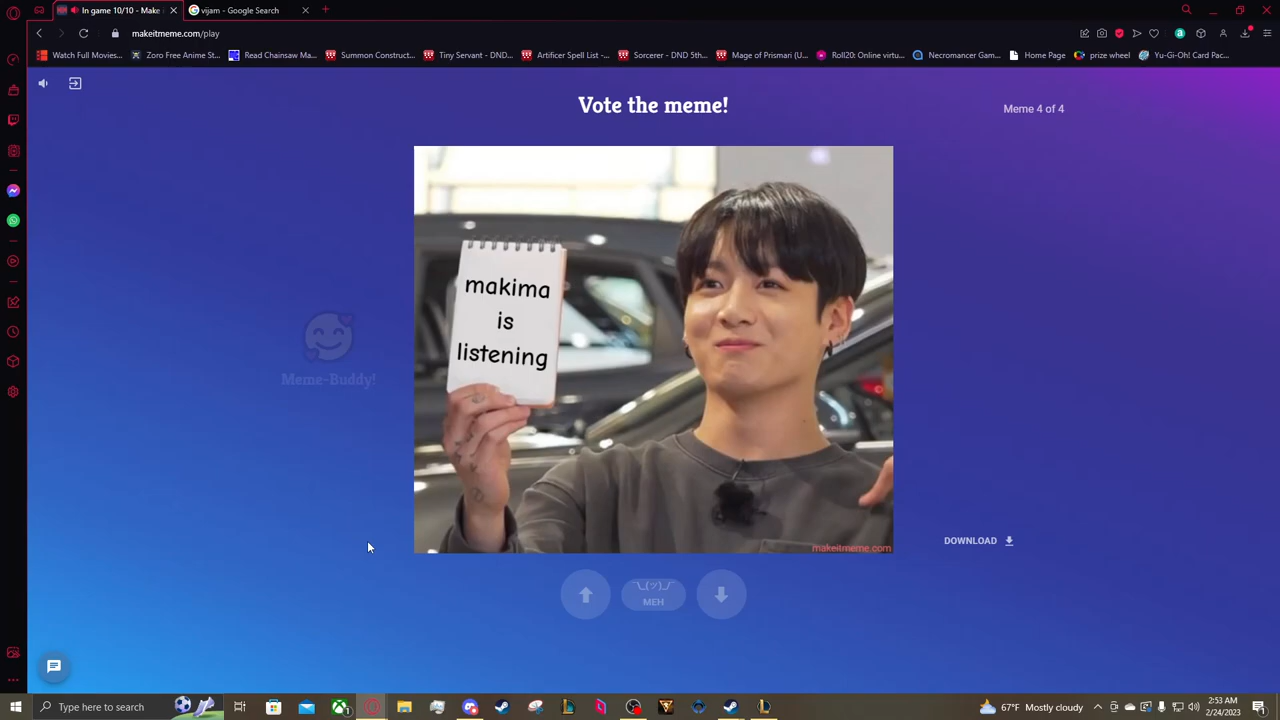 In game 10/10 - Make
vijam - Google Search
makeitmeme.com/play
Watch Full Movies...
Zoro Free Anime St...
Read Chainsaw Ma...
Summon Construct...
Tiny Servant - DND...
Artificer Spell List -...
Sorcerer - DND 5th...
Mage of Prismari (U...
Roll20: Online virtu...
Necromancer Gam...
Home Page
prize wheel
Yu-Gi-Oh! Card Pac...
Vote the meme!
Meme 4 of 4
makima
is
listening
Meme-Buddy!
makeitmeme.com
DOWNLOAD
¯\_(ツ)_/¯
MEH
Type here to search
67°F Mostly cloudy
2:53 AM
2/24/2023